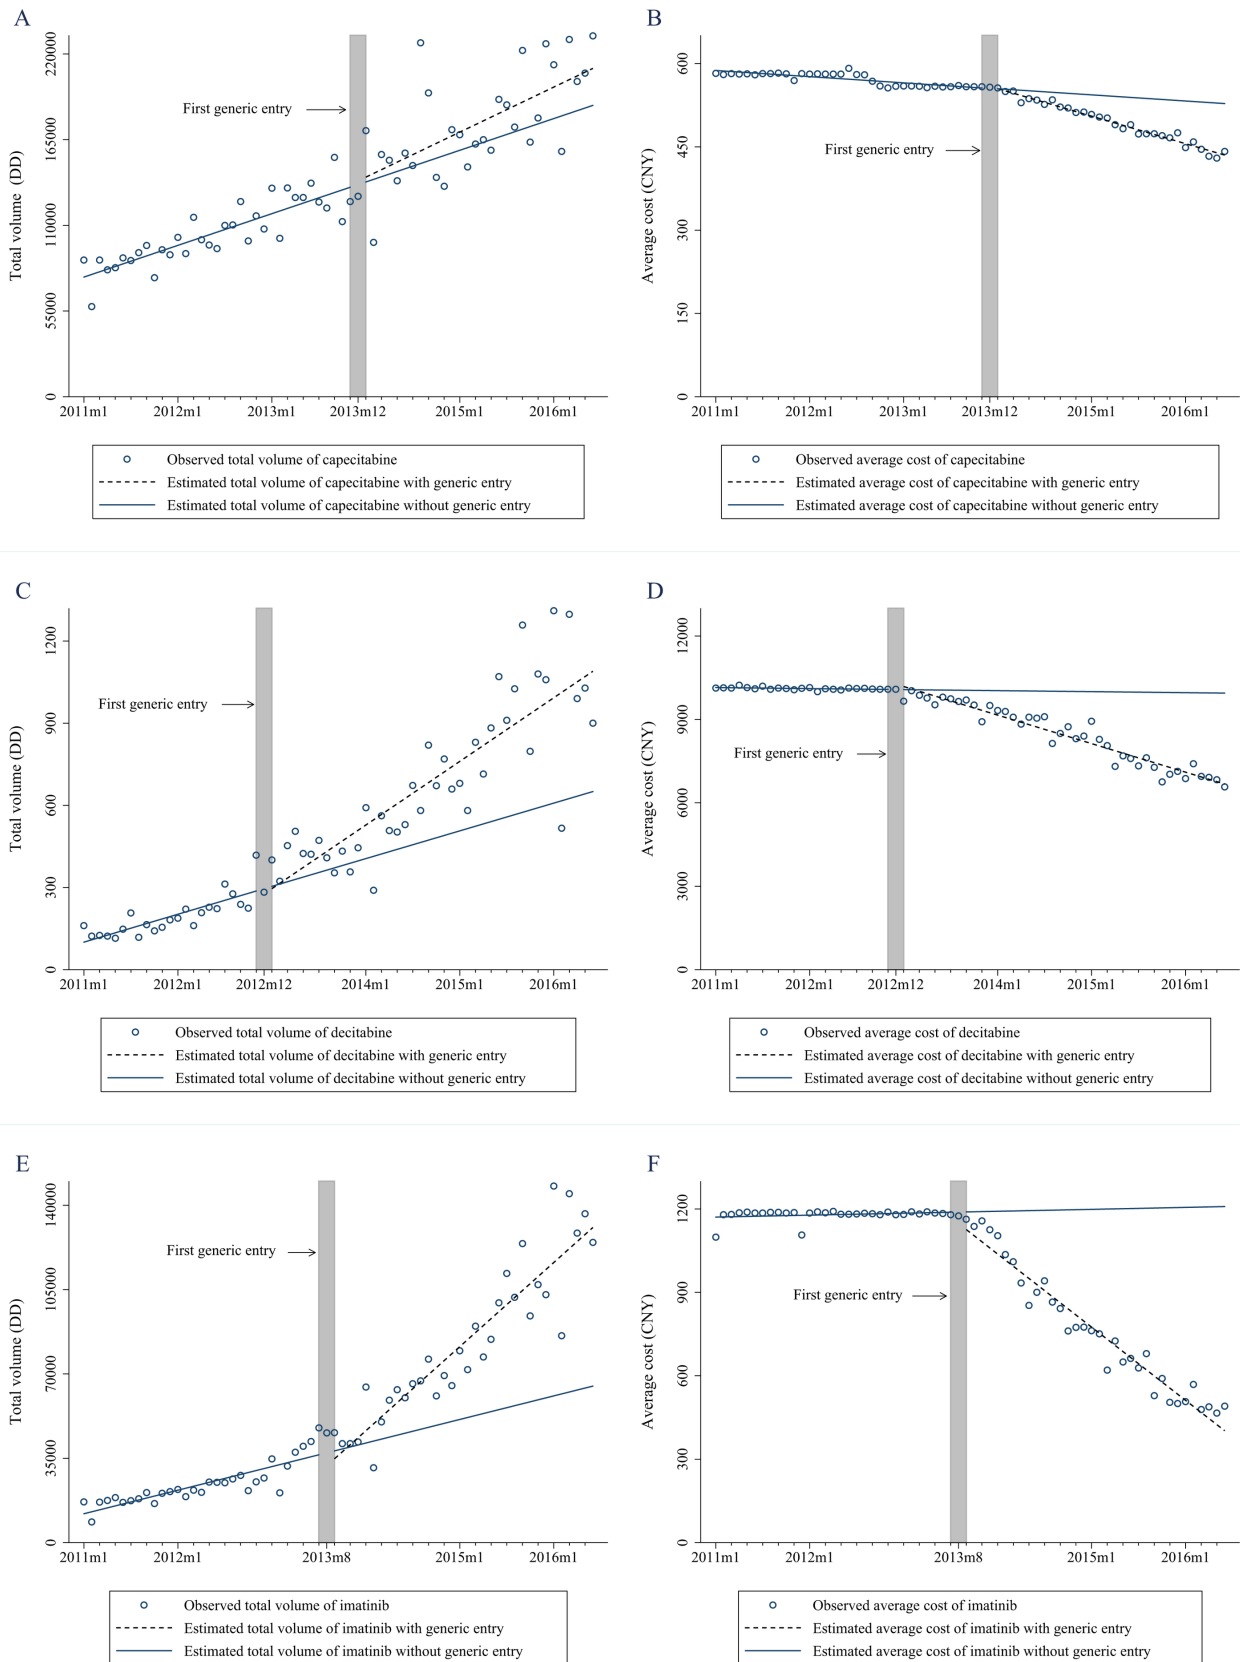 A
Total volume (DD)
220000
165000
110000
55000
0
First generic entry
2011m1 2012m1 2013m1 2013m12 2015m1 2016m1
Observed total volume of capecitabine
Estimated total volume of capecitabine with generic entry
Estimated total volume of capecitabine without generic entry
B
Average cost (CNY)
600
450
300
150
0
First generic entry
2011m1 2012m1 2013m1 2013m12 2015m1 2016m1
Observed average cost of capecitabine
Estimated average cost of capecitabine with generic entry
Estimated average cost of capecitabine without generic entry
C
Total volume (DD)
1200
900
600
300
0
First generic entry
2011m1 2012m1 2012m12 2014m1 2015m1 2016m1
Observed total volume of decitabine
Estimated total volume of decitabine with generic entry
Estimated total volume of decitabine without generic entry
D
Average cost (CNY)
12000
9000
6000
3000
0
First generic entry
2011m1 2012m1 2012m12 2014m1 2015m1 2016m1
Observed average cost of decitabine
Estimated average cost of decitabine with generic entry
Estimated average cost of decitabine without generic entry
E
Total volume (DD)
140000
105000
70000
35000
0
First generic entry
2011m1 2012m1 2013m8 2015m1 2016m1
Observed total volume of imatinib
Estimated total volume of imatinib with generic entry
Estimated total volume of imatinib without generic entry
F
Average cost (CNY)
1200
900
600
300
0
First generic entry
2011m1 2012m1 2013m8 2015m1 2016m1
Observed average cost of imatinib
Estimated average cost of imatinib with generic entry
Estimated average cost of imatinib without generic entry